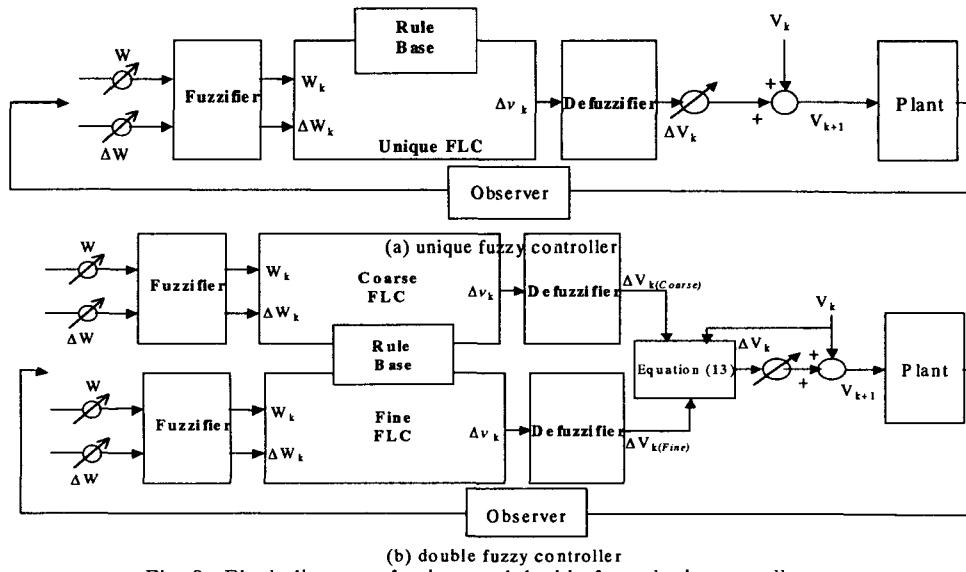 Rule
Base
V_k
W
Fuzzifier
W_k
Δv_k
Defuzzifier
+
Plant
ΔW
ΔW_k
Unique FLC
ΔV_k
+
V_{k+1}
Observer
(a) unique fuzzy controller
W
Fuzzifier
W_k
Coarse
FLC
Δv_k
Defuzzifier
ΔV_{k(Coarse)}
V_k
ΔW
ΔW_k
Rule
Base
Equation (13)
ΔV_k
+
+
V_{k+1}
Plant
W
Fuzzifier
W_k
Fine
FLC
Δv_k
Defuzzifier
ΔV_{k(Fine)}
ΔW
ΔW_k
Observer
(b) double fuzzy controller